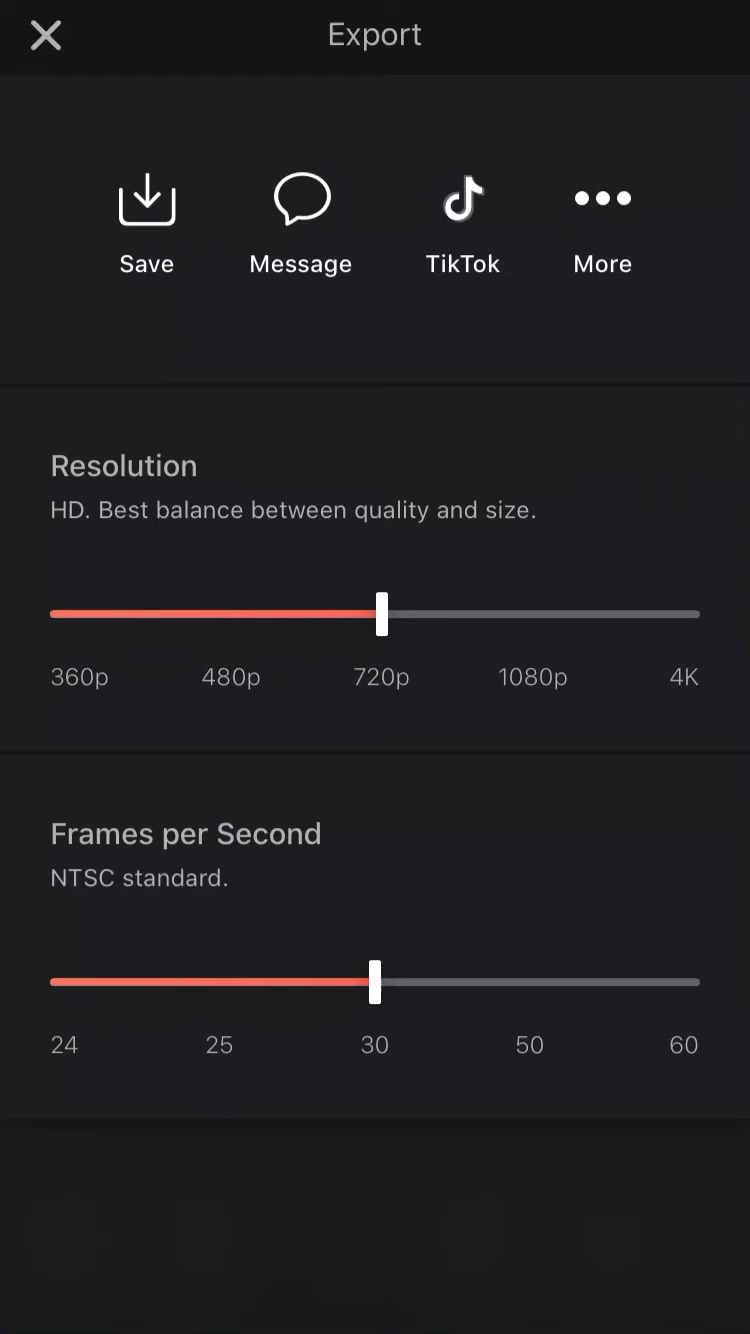 Export
Save Message TikTok More
Resolution
HD. Best balance between quality and size.
360p 480p 720p 1080p 4K
Frames per Second
NTSC standard.
24 25 30 50 60